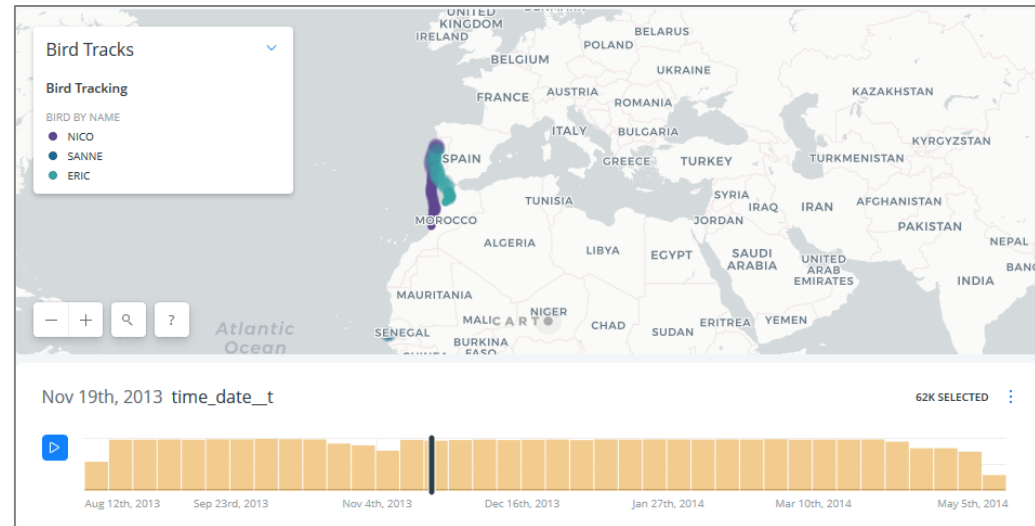 Bird Tracks
Bird Tracking
BIRD BY NAME
NICO
SANNE
ERIC
UNITED
KINGDOM
IRELAND
BELARUS
POLAND
BELGIUM
UKRAINE
FRANCE
AUSTRIA
ROMANIA
KAZAKHSTAN
ITALY
BULGARIA
KYRGYZSTAN
SPAIN
GREECE
TURKEY
TURKMENISTAN
TUNISIA
SYRIA
IRAQ
IRAN
AFGHANISTAN
MOROCCO
JORDAN
PAKISTAN
ALGERIA
LIBYA
EGYPT
SAUDI
ARABIA
UNITED
ARAB
EMIRATES
NEPAL
BANG
INDIA
MAURITANIA
MALI
CARTO
NIGER
CHAD
SUDAN
ERITREA
YEMEN
SENEGAL
BURKINA
FASO
Atlantic
Ocean
− + ?
Nov 19th, 2013 time_date__t
62K SELECTED
Aug 12th, 2013 Sep 23rd, 2013 Nov 4th, 2013 Dec 16th, 2013 Jan 27th, 2014 Mar 10th, 2014 May 5th, 2014